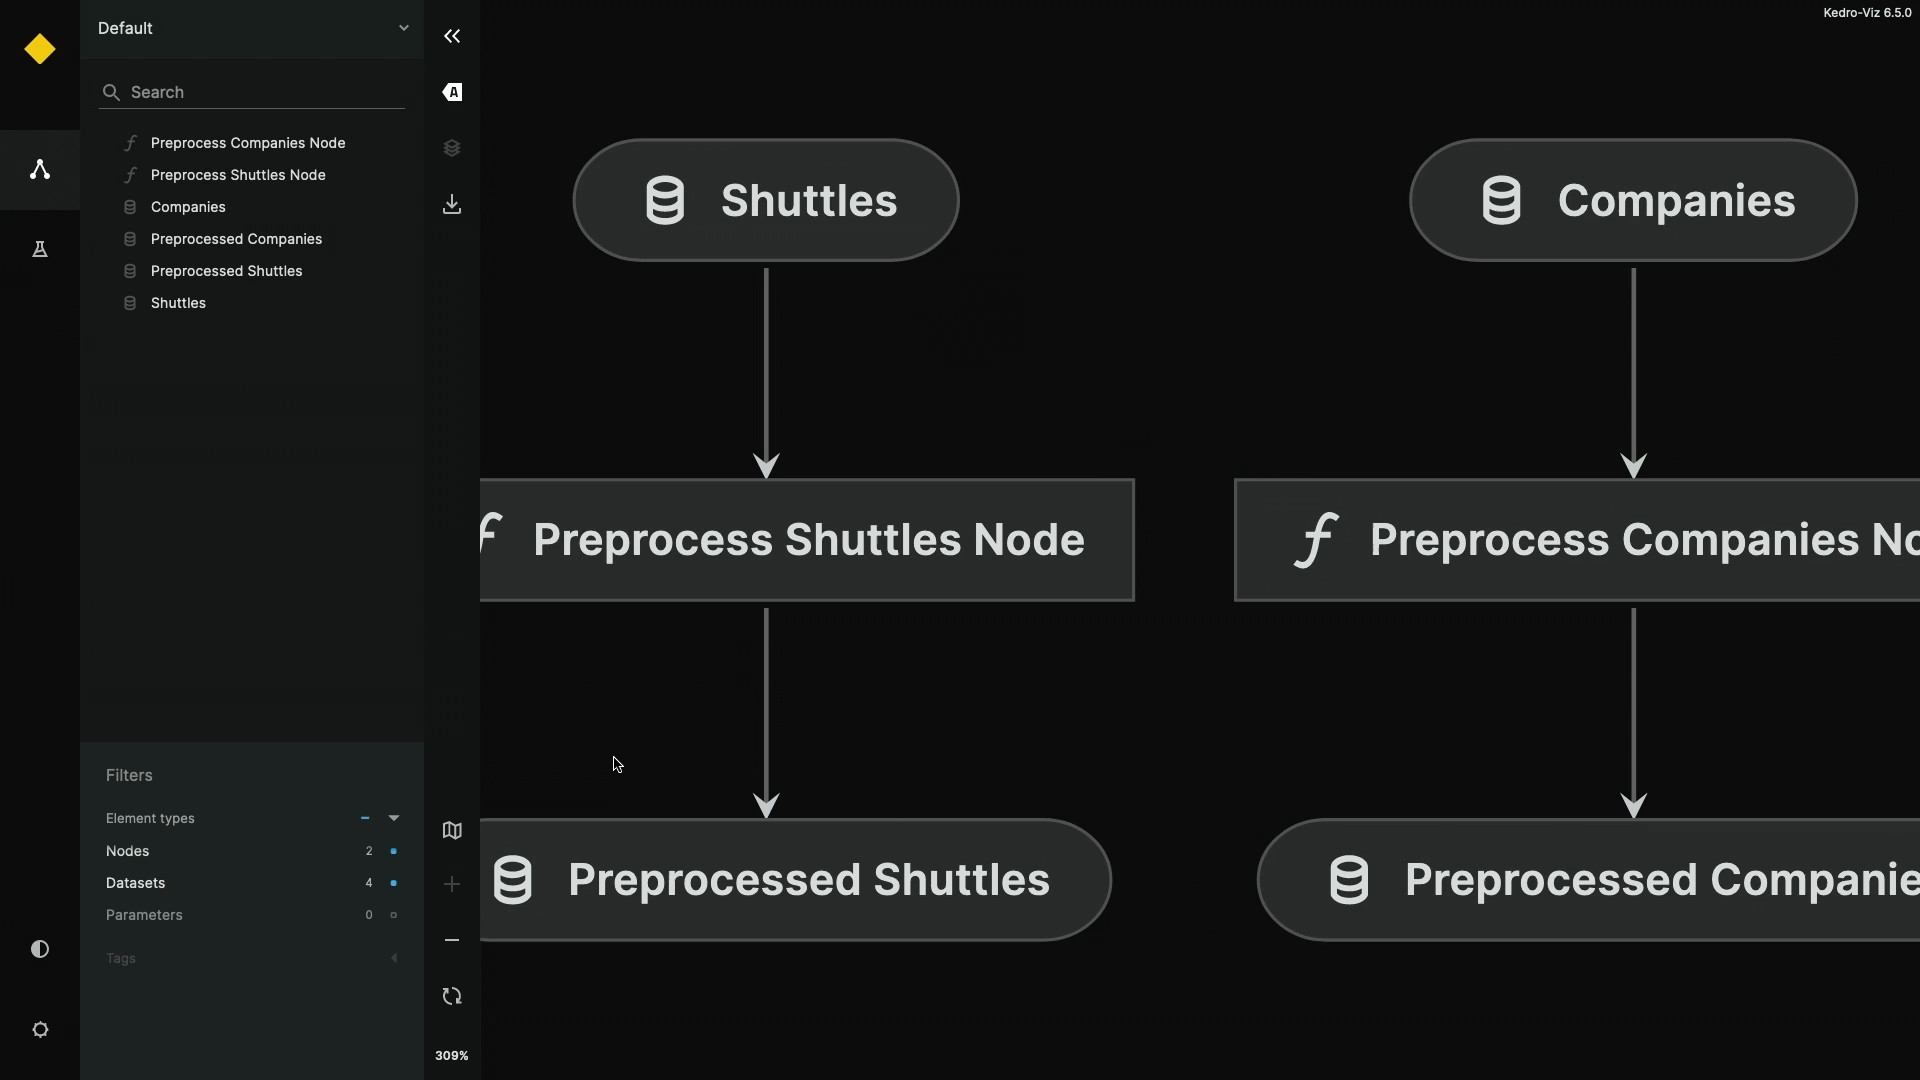 Default
Kedro-Viz 6.5.0
Search
Preprocess Companies Node
Preprocess Shuttles Node
Companies
Preprocessed Companies
Preprocessed Shuttles
Shuttles
A
Shuttles
Companies
Preprocess Shuttles Node
Preprocess Companies No
Preprocessed Shuttles
Preprocessed Companie
Filters
Element types
Nodes 2
Datasets 4
Parameters 0
Tags
309%